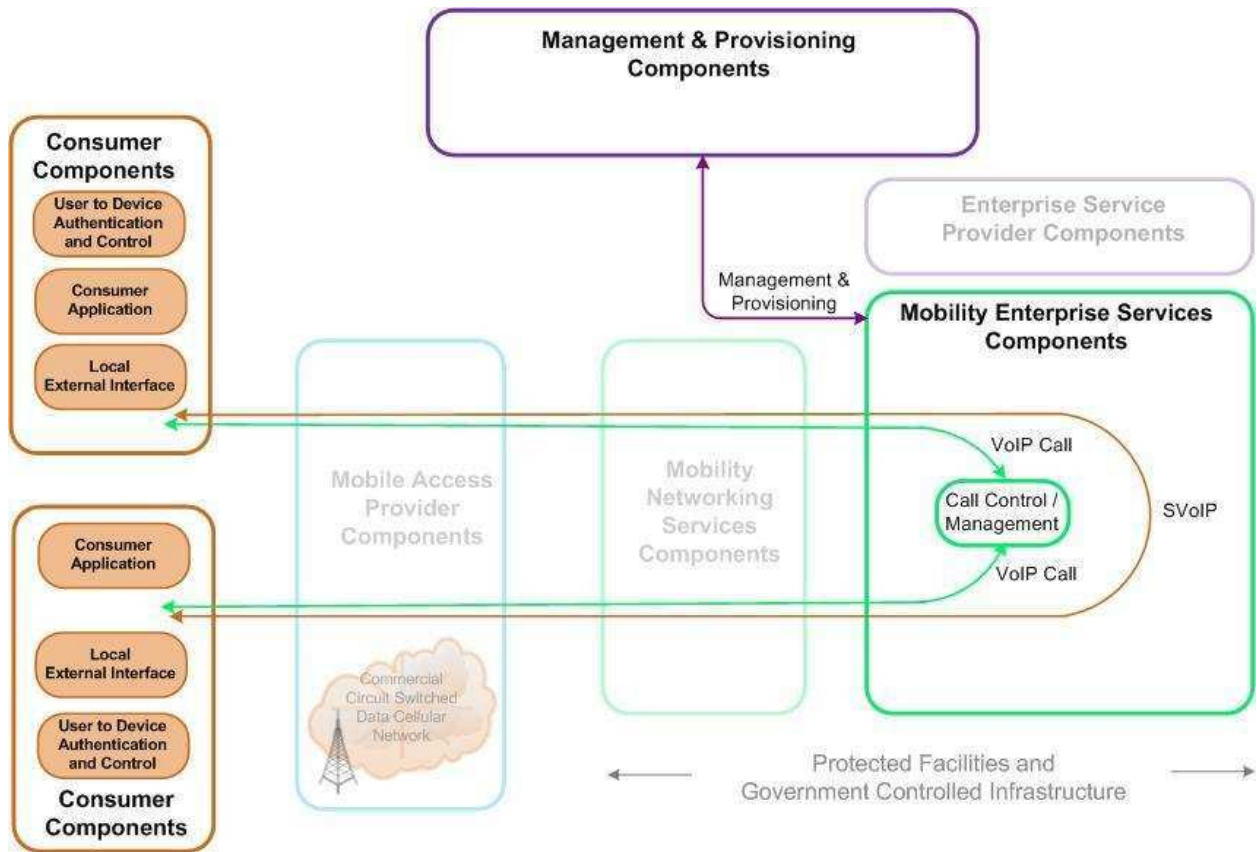 Management & Provisioning
Components
Consumer
Components
User to Device
Authentication
and Control
Consumer
Application
Local
External Interface
Enterprise Service
Provider Components
Management &
Provisioning
Mobility Enterprise Services
Components
Mobile Access
Provider
Components
Mobility
Networking
Services
Components
VoIP Call
Call Control /
Management
VoIP Call
SVoIP
Consumer
Application
Local
External Interface
User to Device
Authentication
and Control
Consumer
Components
Commercial
Circuit Switched
Data Cellular
Network
Protected Facilities and
Government Controlled Infrastructure